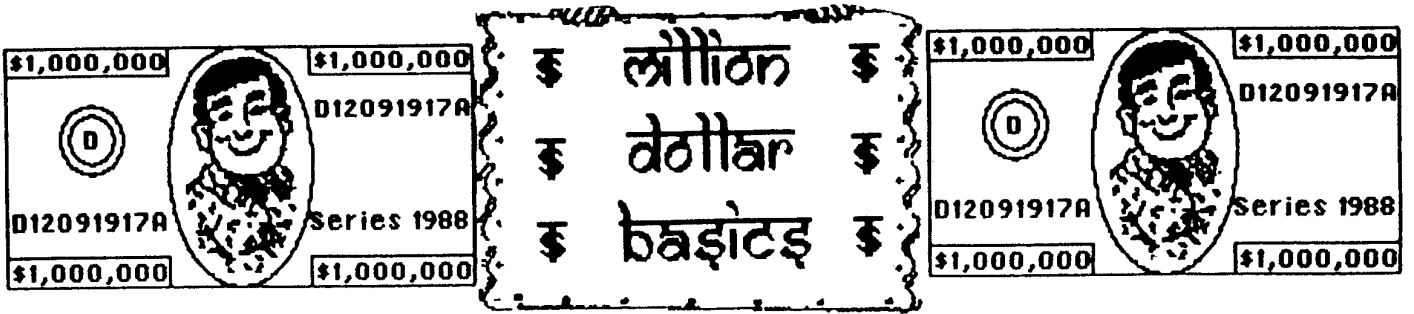 $1,000,000 $1,000,000
D12091917A
D
D12091917A Series 1988
$1,000,000 $1,000,000
$ million $
$ dollar $
$ basics $
$1,000,000 $1,000,000
D12091917A
D
D12091917A Series 1988
$1,000,000 $1,000,000